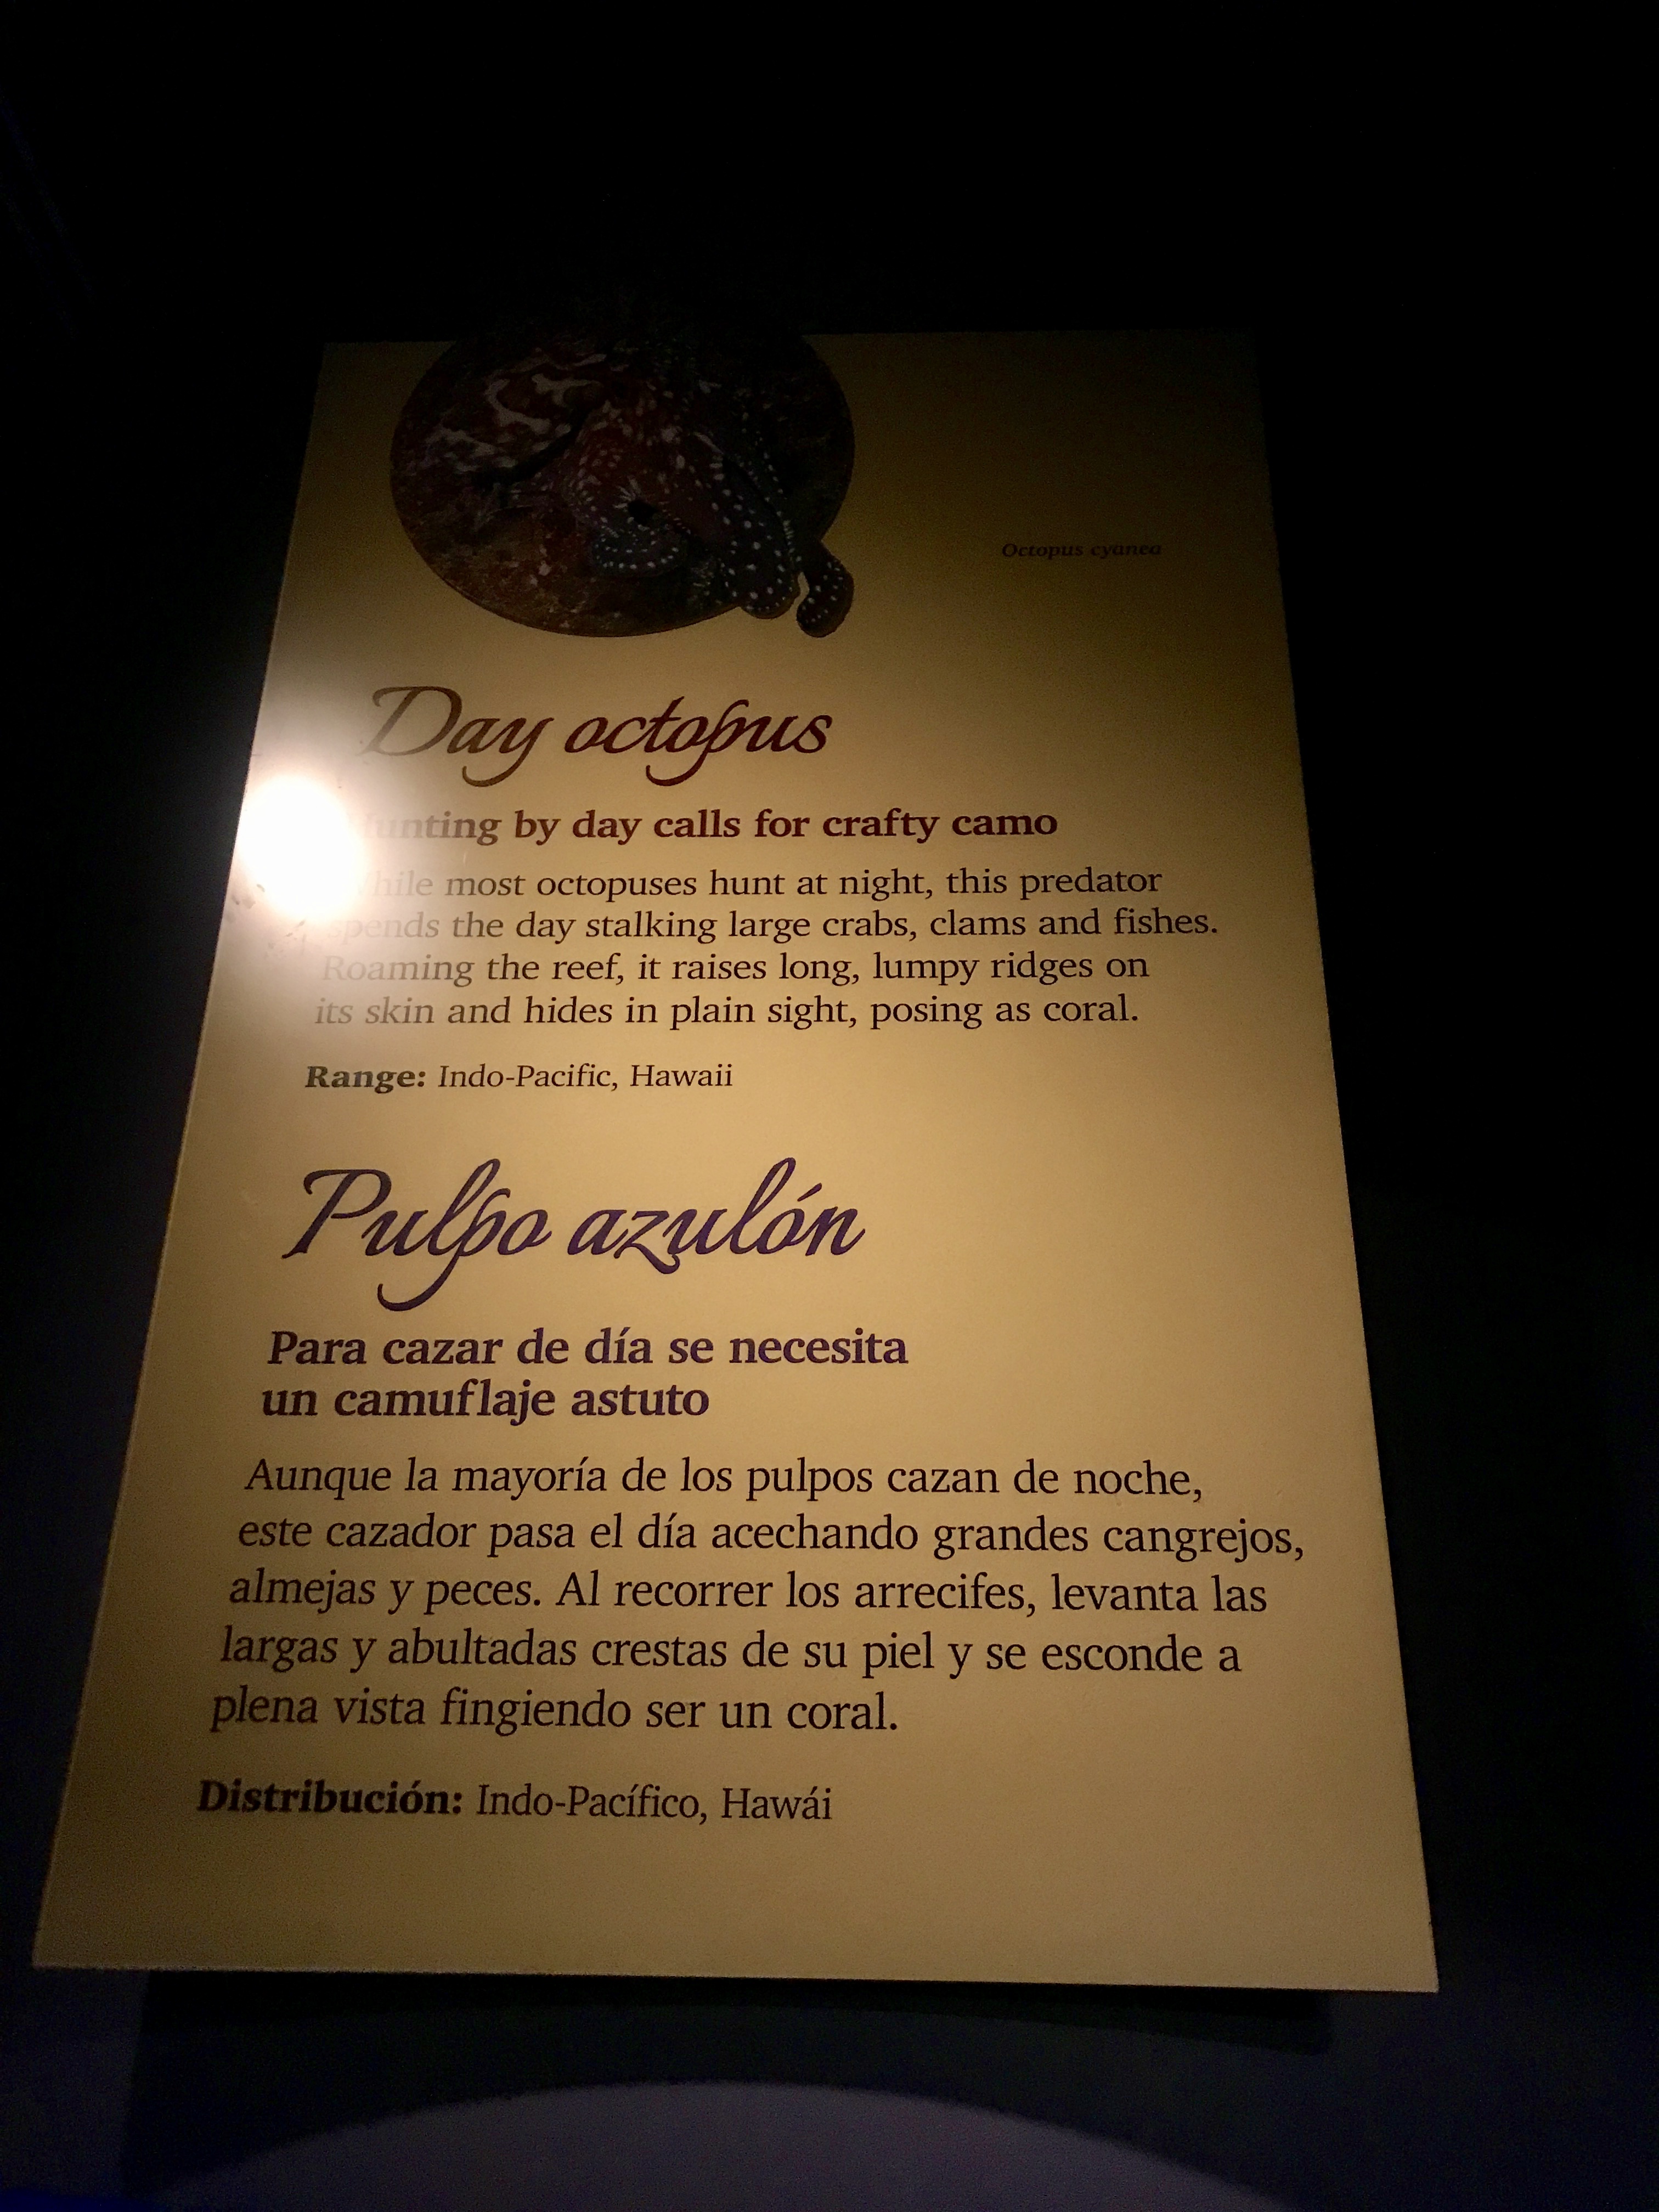 Octopus cyanea
Day octopus
Hunting by day calls for crafty camo
While most octopuses hunt at night, this predator
spends the day stalking large crabs, clams and fishes.
Roaming the reef, it raises long, lumpy ridges on
its skin and hides in plain sight, posing as coral.
Range: Indo-Pacific, Hawaii
Pulpo azulón
Para cazar de día se necesita
un camuflaje astuto
Aunque la mayoría de los pulpos cazan de noche,
este cazador pasa el día acechando grandes cangrejos,
almejas y peces. Al recorrer los arrecifes, levanta las
largas y abultadas crestas de su piel y se esconde a
plena vista fingiendo ser un coral.
Distribución: Indo-Pacífico, Hawái